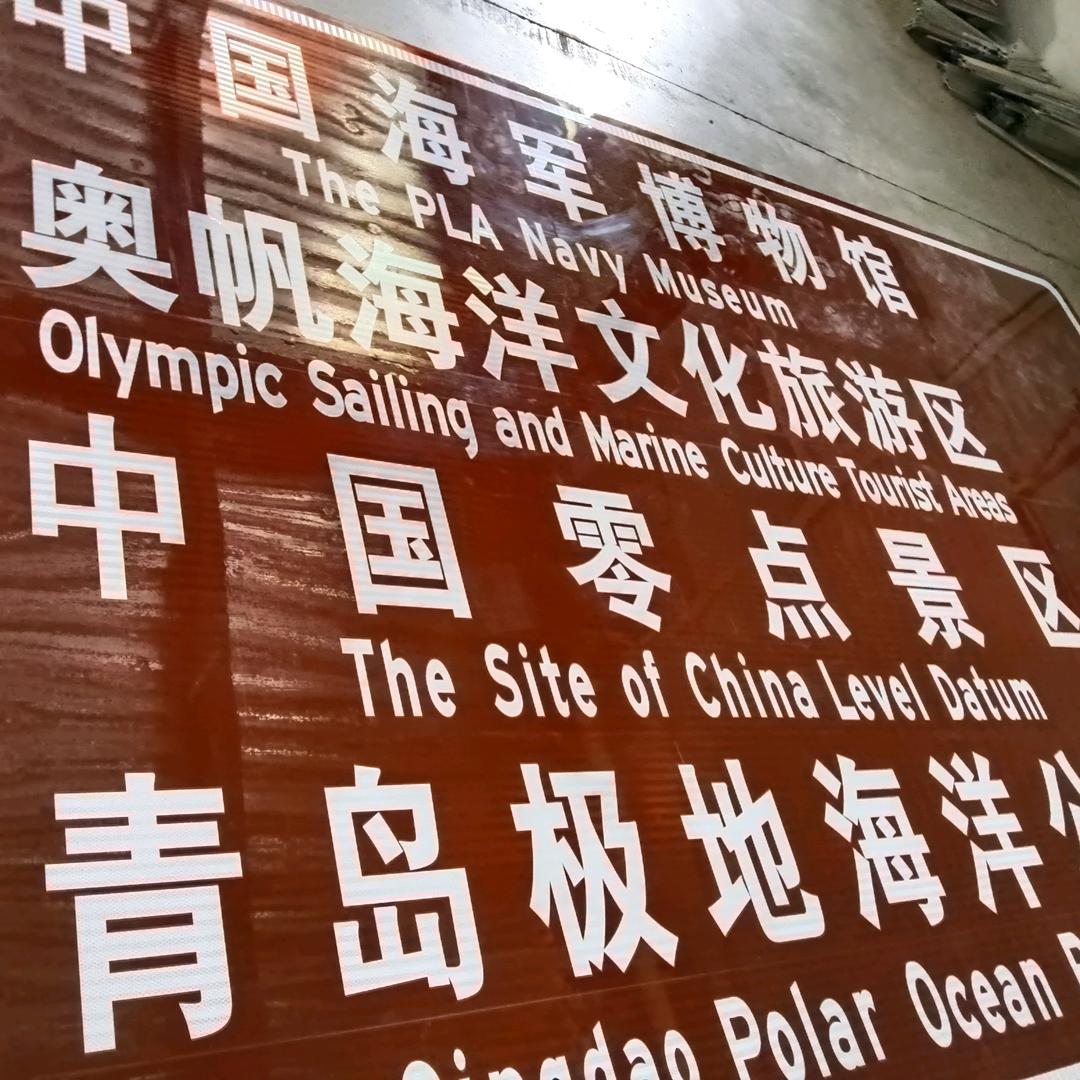 中国海军博物馆
The PLA Navy Museum
奥帆海洋文化旅游区
Olympic Sailing and Marine Culture Tourist Areas
中国零点景区
The Site of China Level Datum
青岛极地海洋公
Qingdao Polar Ocean